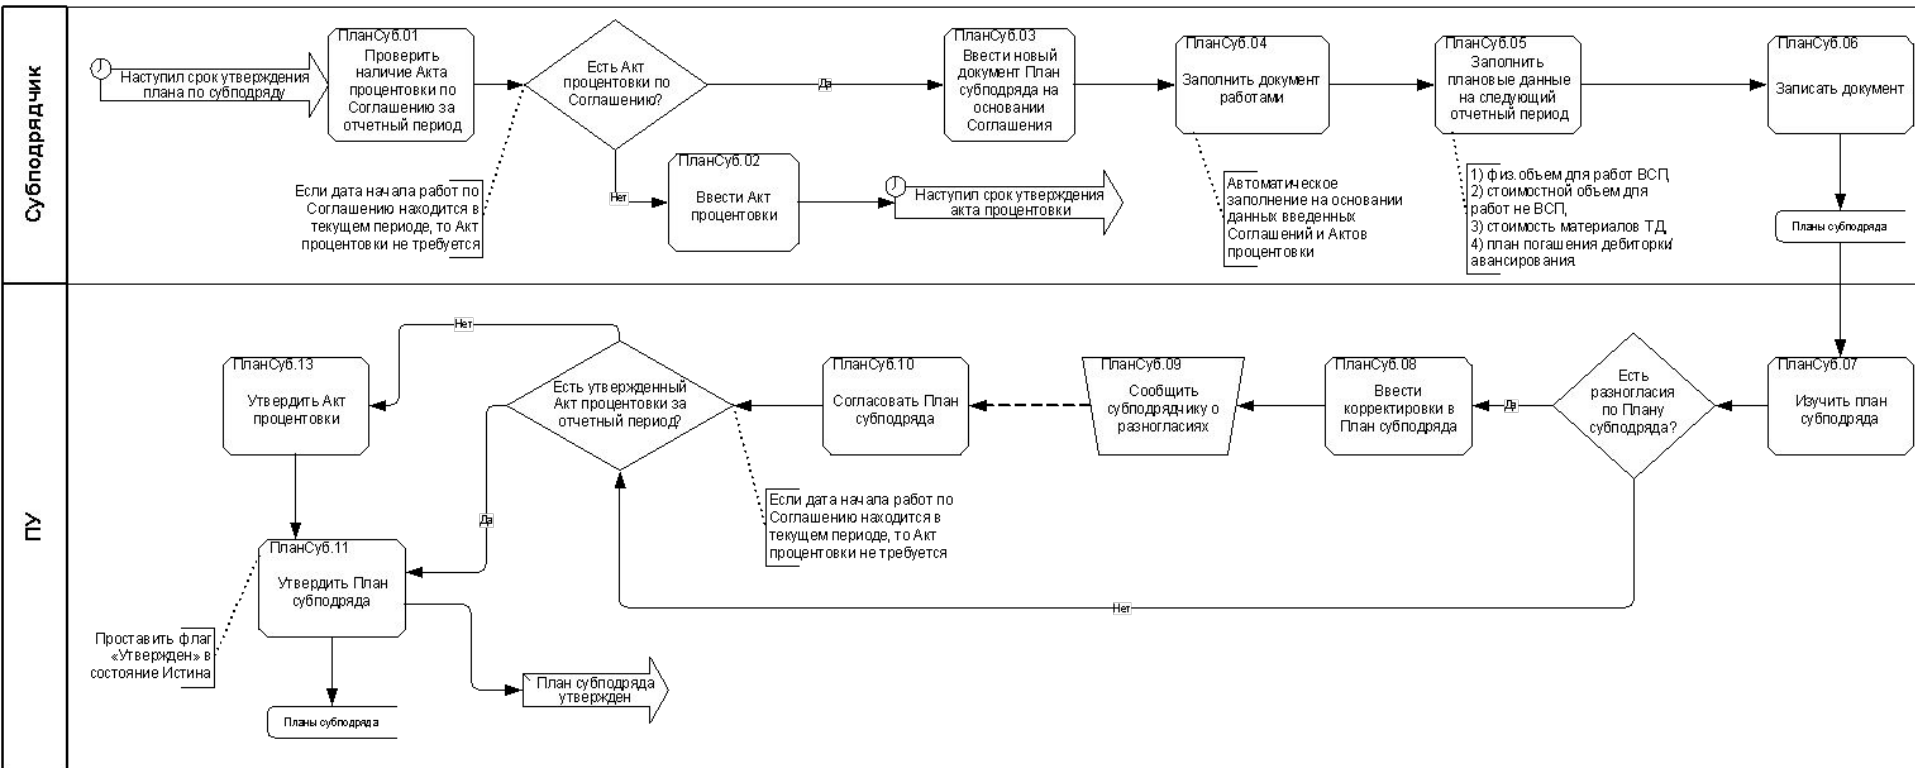 Субподрядчик
Наступил срок утверждения
плана по субподряду
ПланСуб.01
Проверить
наличие Акта
процентовки по
Соглашению за
отчетный период
Есть Акт
процентовки по
Соглашению?
Да
Нет
Если дата начала работ по
Соглашению находится в
текущем периоде, то Акт
процентовки не требуется
ПланСуб.02
Ввести Акт
процентовки
Наступил срок утверждения
акта процентовки
ПланСуб.03
Ввести новый
документ План
субподряда на
основании
Соглашения
ПланСуб.04
Заполнить документ
работами
Автоматическое
заполнение на основании
данных введенных
Соглашений и Актов
процентовки
ПланСуб.05
Заполнить
плановые данные
на следующий
отчетный период
1) физ.объем для работ ВСП,
2) стоимостной объем для
работ не ВСП,
3) стоимость материалов ТД,
4) план погашения дебиторки/
авансирования.
ПланСуб.06
Записать документ
Планы субподряда
ПУ
ПланСуб.07
Изучить план
субподряда
Есть
разногласия
по Плану
субподряда?
Да
Нет
ПланСуб.08
Ввести
корректировки в
План субподряда
ПланСуб.09
Сообщить
субподрядчику о
разногласиях
ПланСуб.10
Согласовать План
субподряда
Есть утвержденный
Акт процентовки за
отчетный период?
Нет
Да
Если дата начала работ по
Соглашению находится в
текущем периоде, то Акт
процентовки не требуется
ПланСуб.13
Утвердить Акт
процентовки
ПланСуб.11
Утвердить План
субподряда
Проставить флаг
«Утвержден» в
состояние Истина
План субподряда
утвержден
Планы субподряда